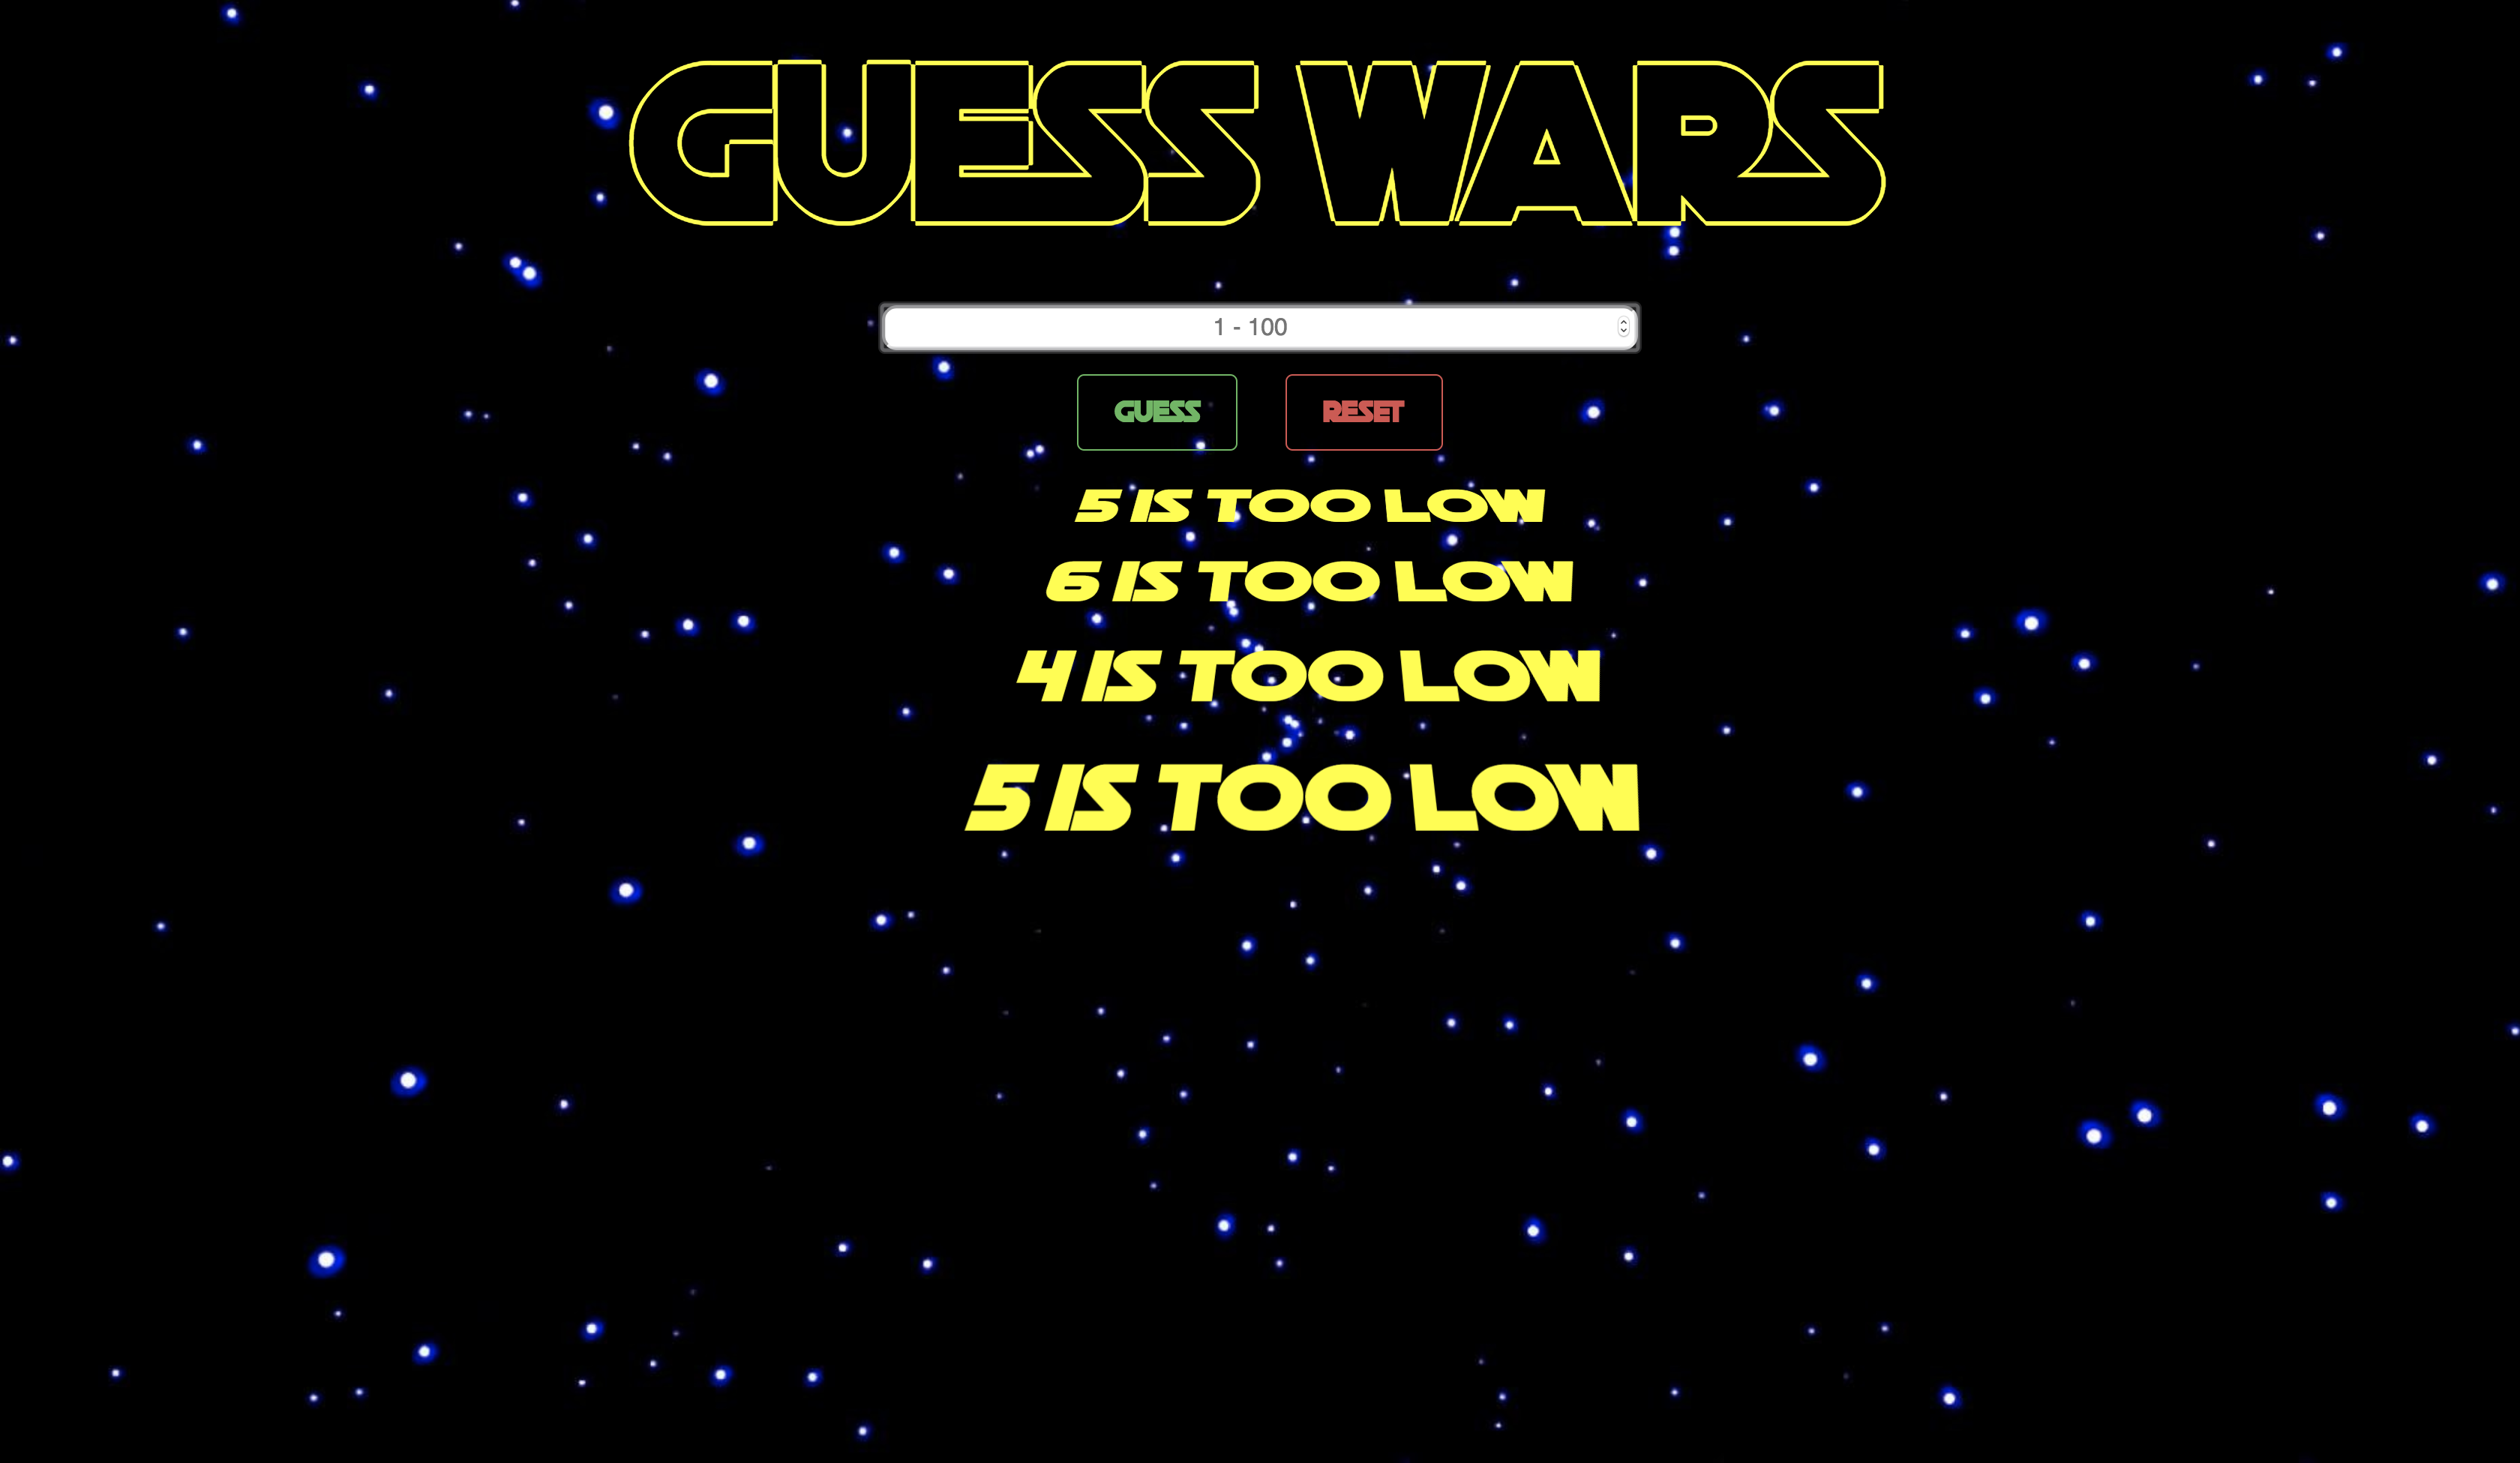 GUESS WARS
1 - 100
GUESS
RESET
5 IS TOO LOW
6 IS TOO LOW
4 IS TOO LOW
5 IS TOO LOW